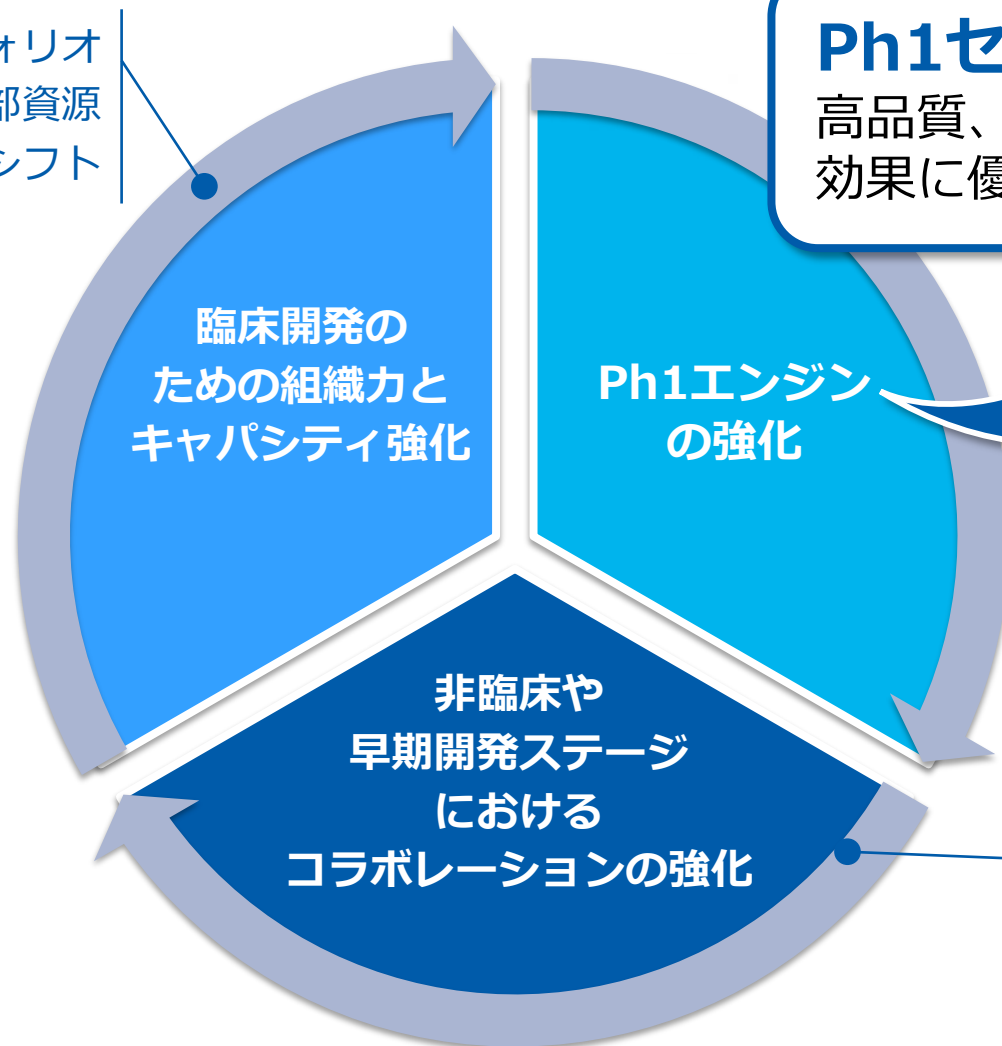 ォリオ
部資源
シフト
Ph1セ
高品質、
効果に優
臨床開発の
ための組織力と
キャパシティ強化
Ph1エンジン
の強化
非臨床や
早期開発ステージ
における
コラボレーションの強化